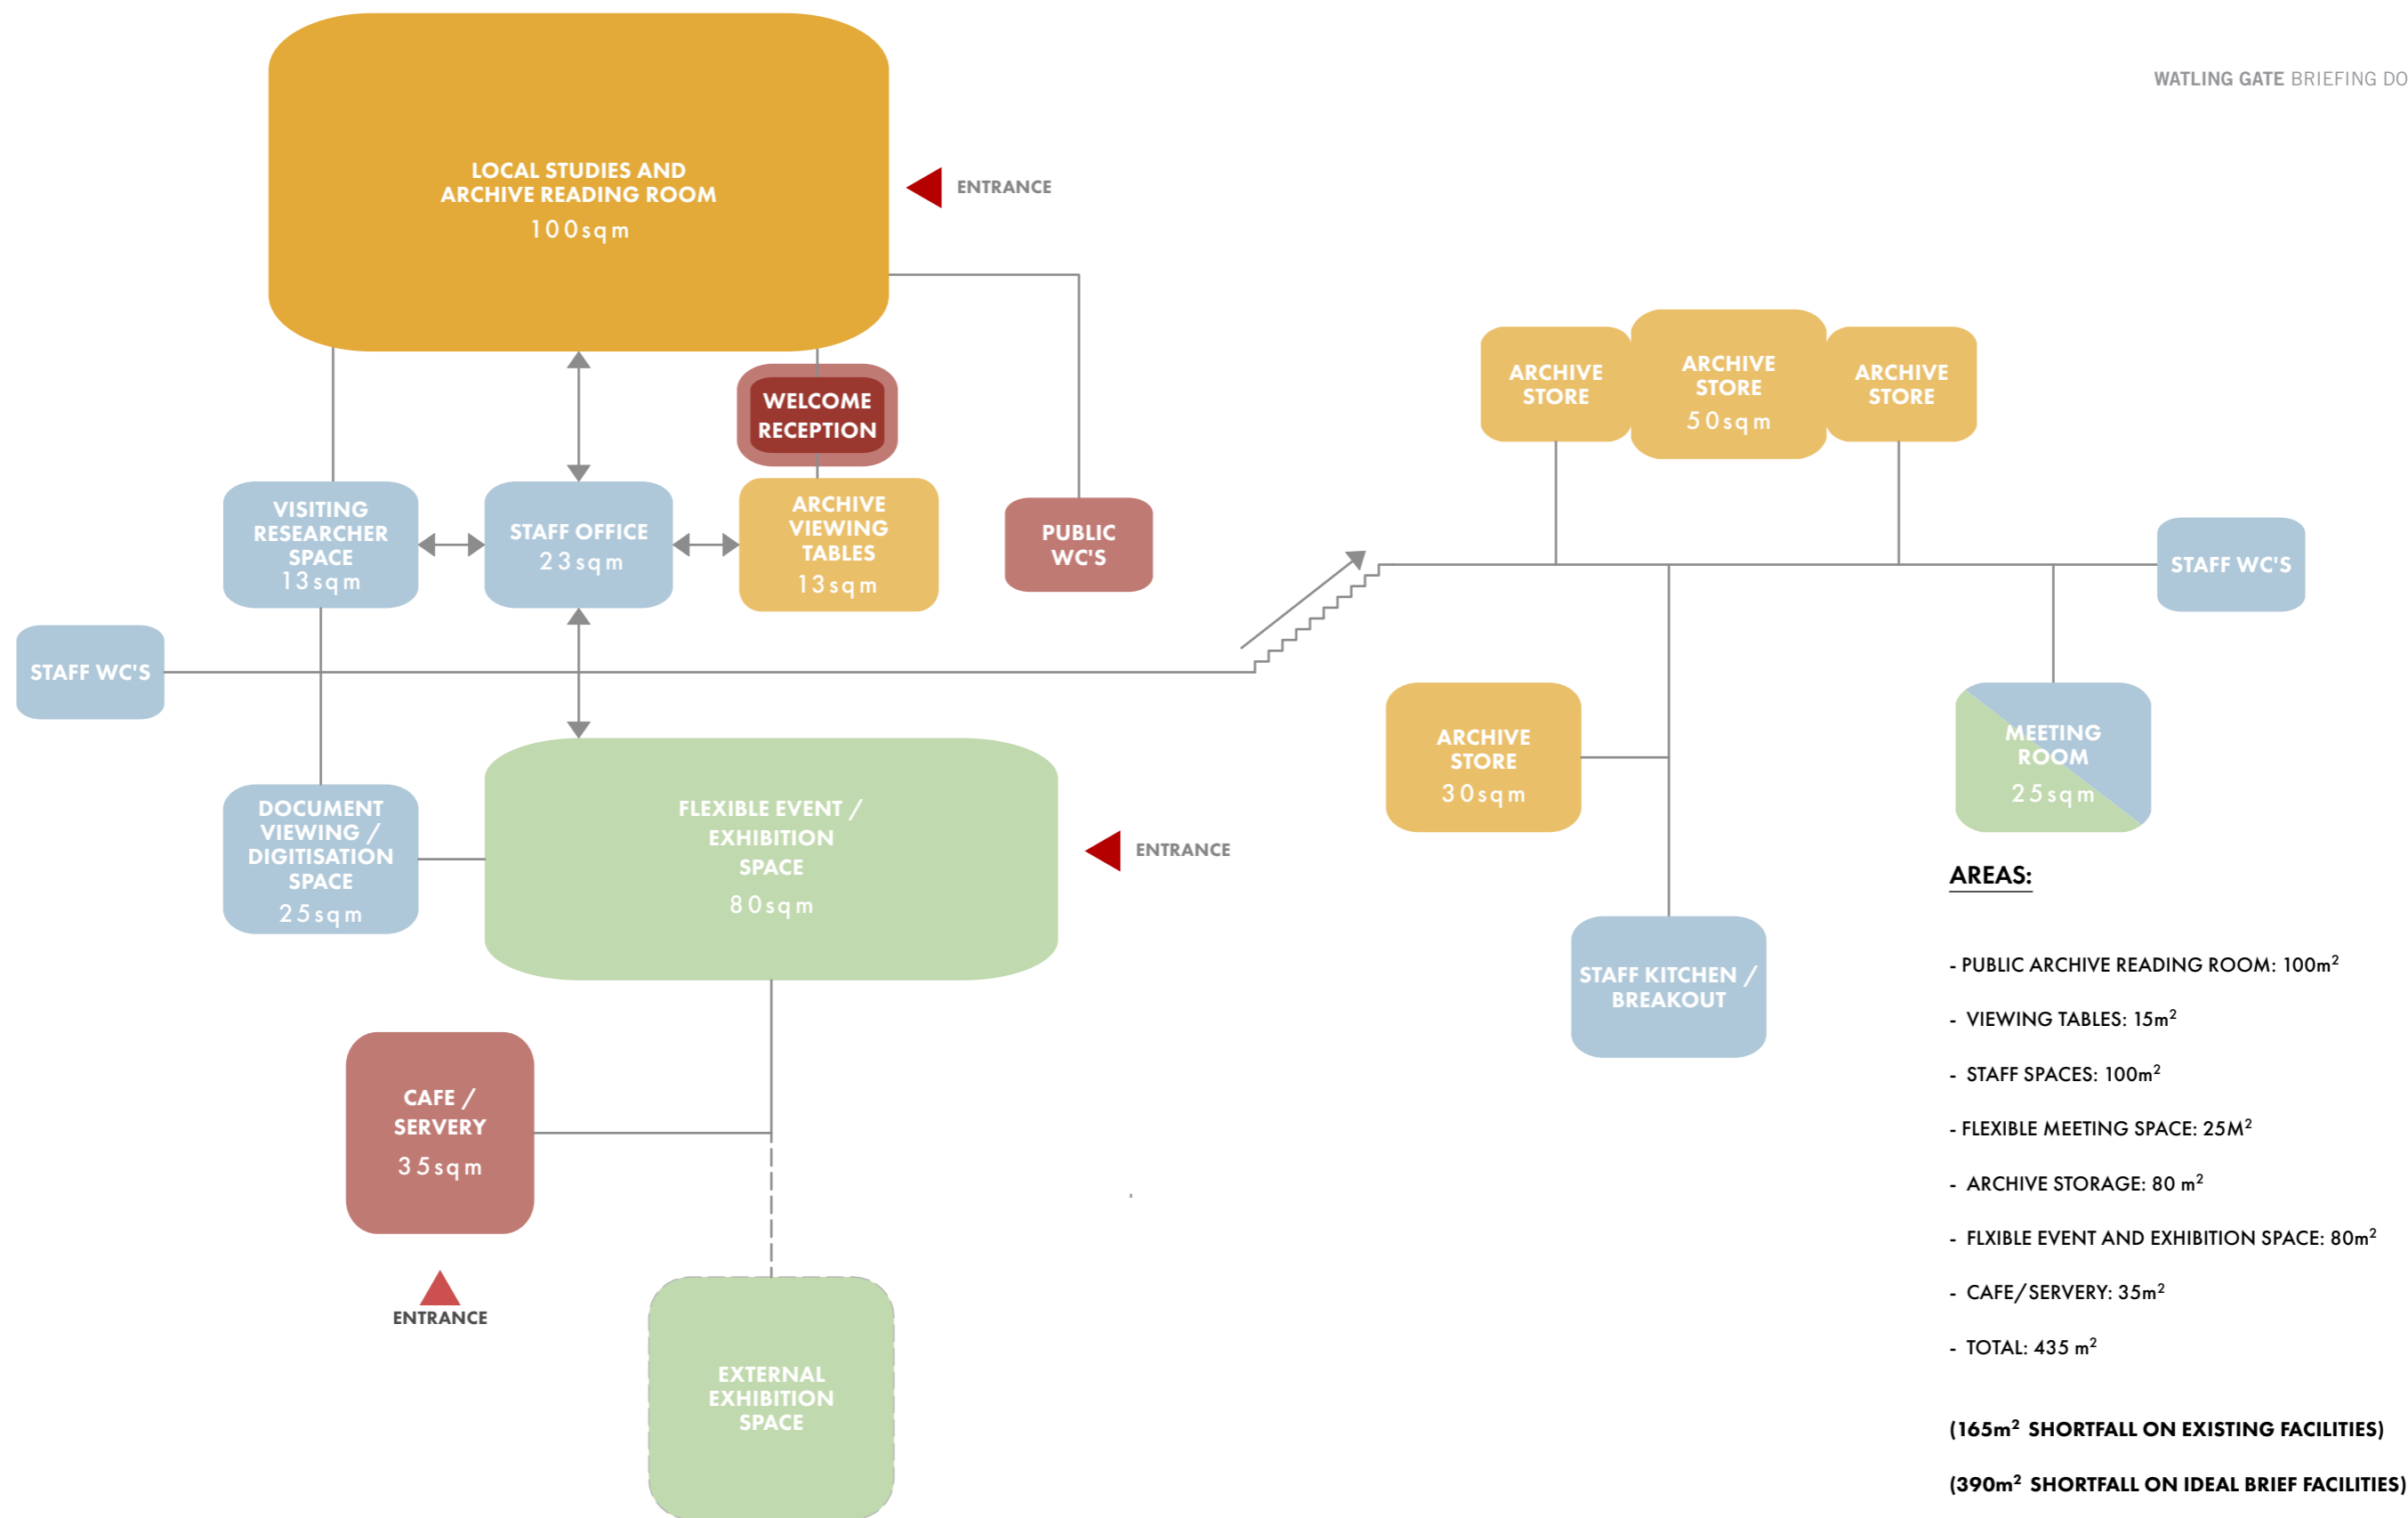 WATLING GATE BRIEFING DO
LOCAL STUDIES AND
ARCHIVE READING ROOM
100sqm
ENTRANCE
WELCOME
RECEPTION
VISITING
RESEARCHER
SPACE
13sqm
STAFF OFFICE
23sqm
ARCHIVE
VIEWING
TABLES
13sqm
PUBLIC
WC'S
STAFF WC'S
DOCUMENT
VIEWING /
DIGITISATION
SPACE
25sqm
FLEXIBLE EVENT /
EXHIBITION
SPACE
80sqm
ENTRANCE
CAFE /
SERVERY
35sqm
ENTRANCE
EXTERNAL
EXHIBITION
SPACE
ARCHIVE
STORE
ARCHIVE
STORE
50sqm
ARCHIVE
STORE
STAFF WC'S
ARCHIVE
STORE
30sqm
MEETING
ROOM
25sqm
STAFF KITCHEN /
BREAKOUT
AREAS:
- PUBLIC ARCHIVE READING ROOM: 100m²
- VIEWING TABLES: 15m²
- STAFF SPACES: 100m²
- FLEXIBLE MEETING SPACE: 25M²
- ARCHIVE STORAGE: 80 m²
- FLXIBLE EVENT AND EXHIBITION SPACE: 80m²
- CAFE/SERVERY: 35m²
- TOTAL: 435 m²
(165m² SHORTFALL ON EXISTING FACILITIES)
(390m² SHORTFALL ON IDEAL BRIEF FACILITIES)